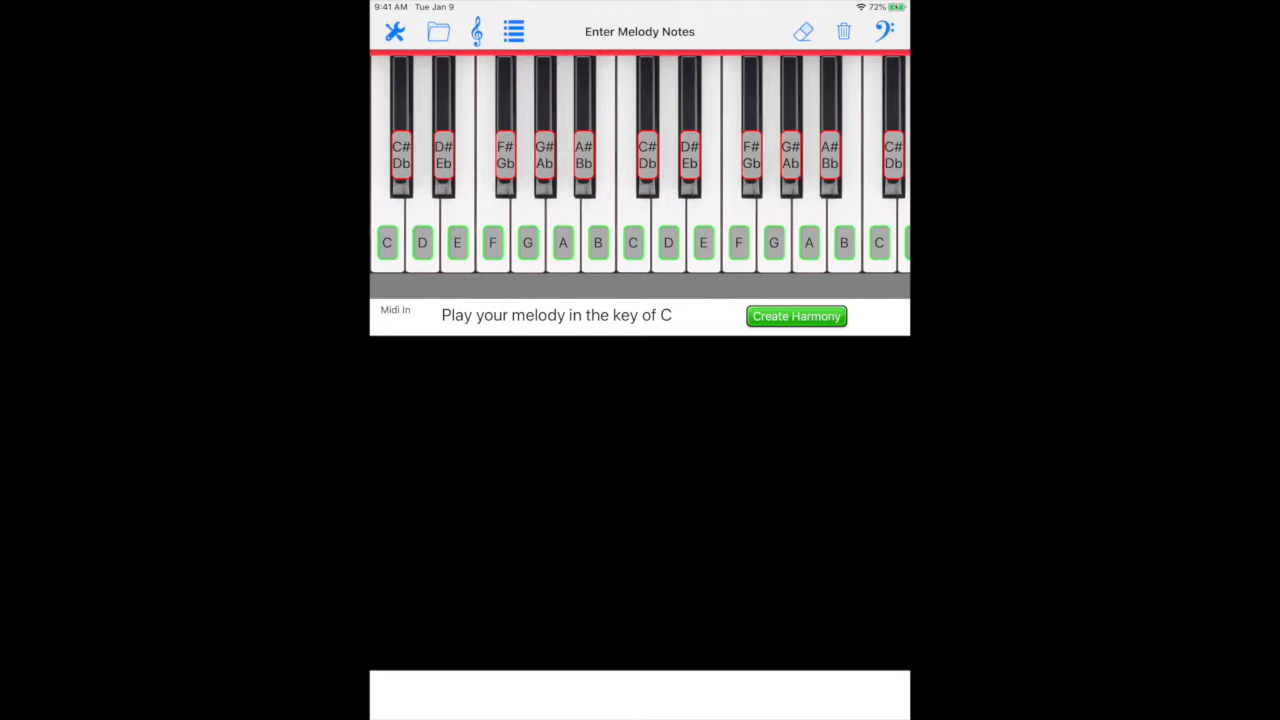 9:41 AM Tue Jan 9 72%
Enter Melody Notes
C# D# F# G# A# C# D# F# G# A# C#
Db Eb Gb Ab Bb Db Eb Gb Ab Bb Db
C D E F G A B C D E F G A B C
Midi In Play your melody in the key of C Create Harmony